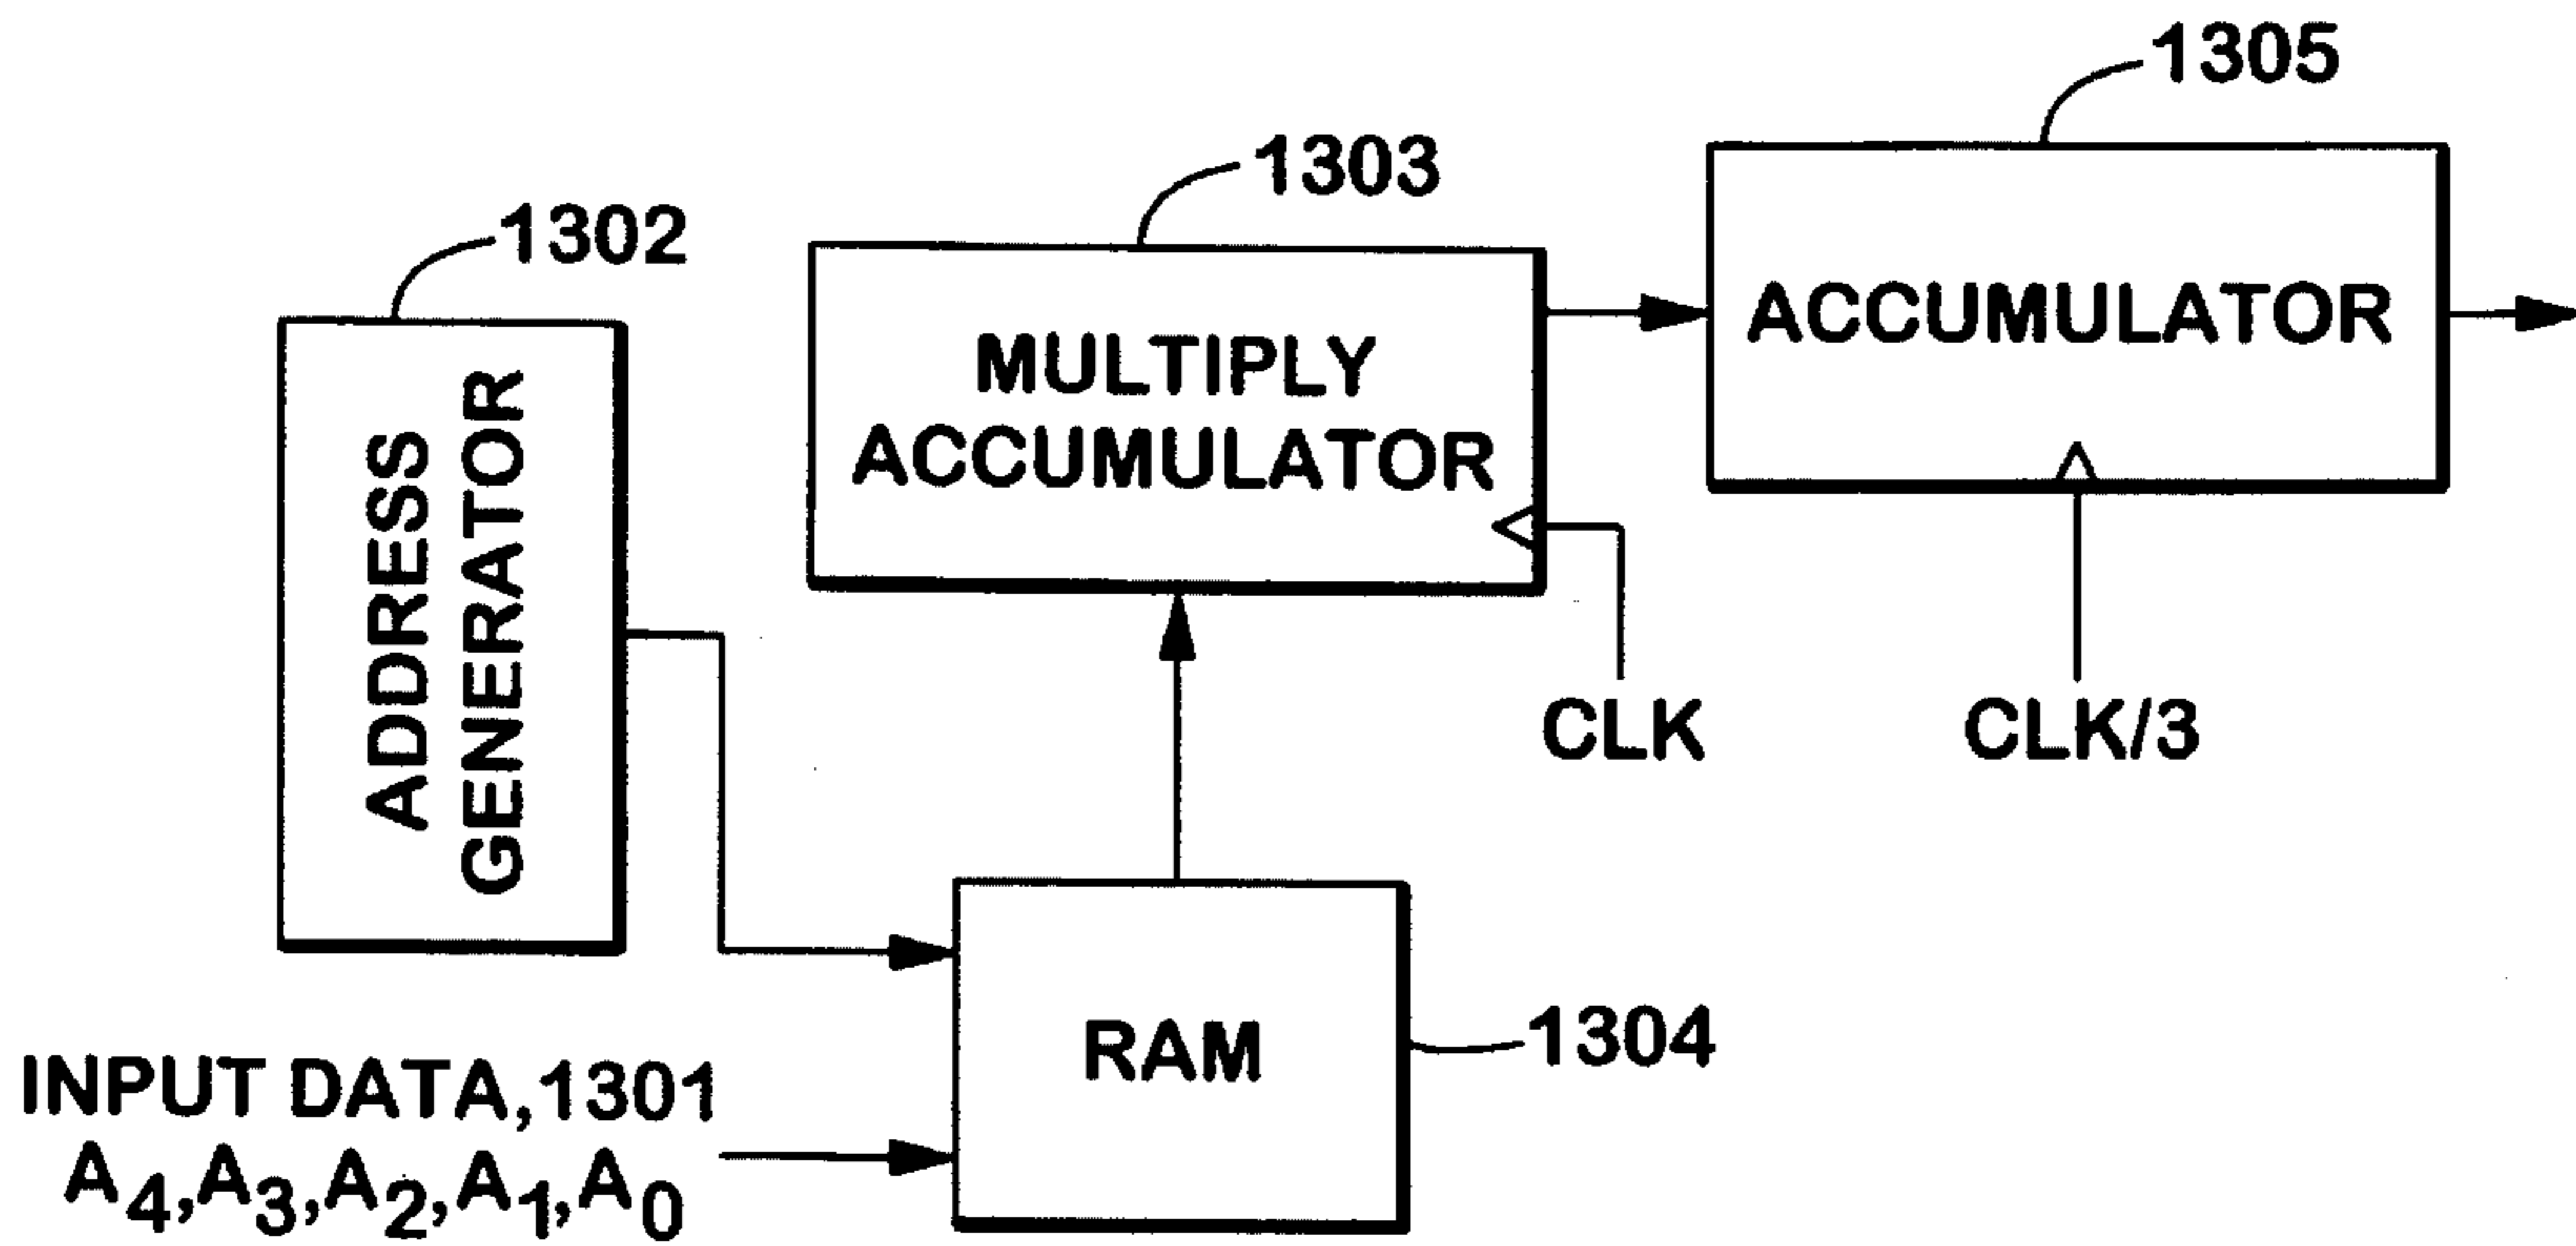 1305
1303
1302
ACCUMULATOR
MULTIPLY
ACCUMULATOR
ADDRESS
GENERATOR
CLK
CLK/3
RAM
1304
INPUT DATA,1301
A4,A3,A2,A1,A0